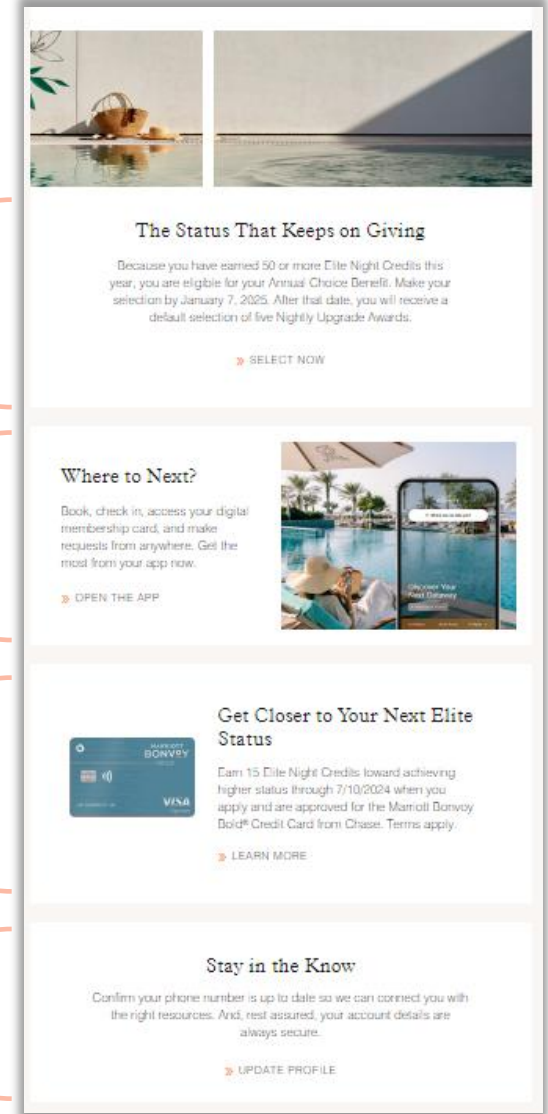 The Status That Keeps on Giving
Because you have earned 50 or more Elite Night Credits this
year, you are eligible for your Annual Choice Benefit. Make your
selection by January 7, 2025. After that date, you will receive a
default selection of five Nightly Upgrade Awards.
» SELECT NOW
Where to Next?
Book, check in, access your digital
membership card, and make
requests from anywhere. Get the
most from your app now.
» OPEN THE APP
Discover Your
Next Getaway
MARRIOTT
BONVOY
VISA
Get Closer to Your Next Elite
Status
Earn 15 Elite Night Credits toward achieving
higher status through 7/10/2024 when you
apply and are approved for the Marriott Bonvoy
Bold® Credit Card from Chase. Terms apply.
» LEARN MORE
Stay in the Know
Confirm your phone number is up to date so we can connect you with
the right resources. And, rest assured, your account details are
always secure.
» UPDATE PROFILE